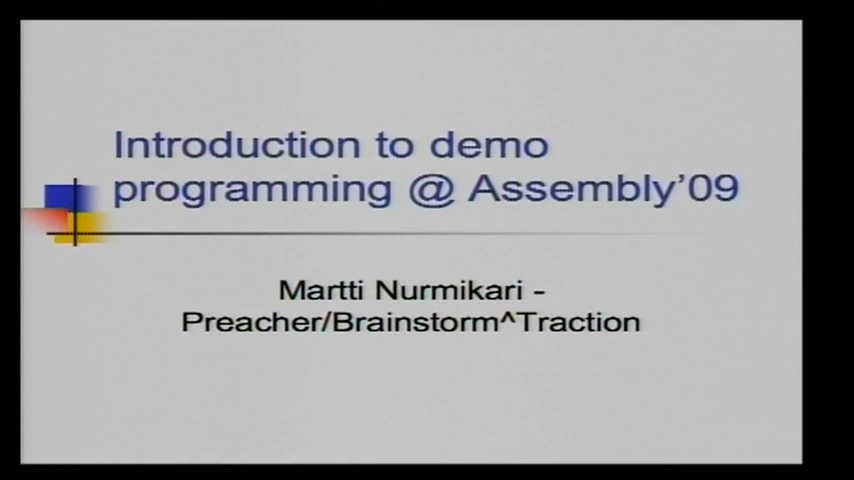 Introduction to demo
programming @ Assembly’09
Martti Nurmikari -
Preacher/Brainstorm^Traction